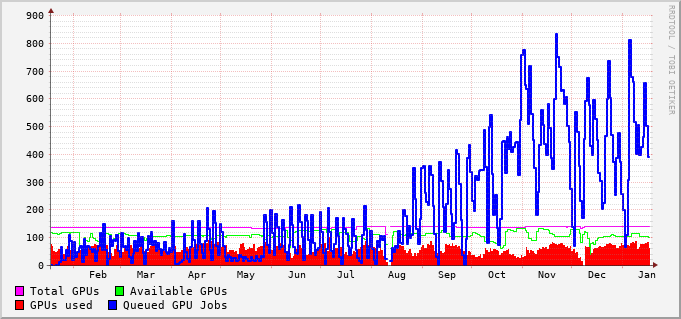 900
800
700
600
500
400
300
200
100
0
Feb Mar Apr May Jun Jul Aug Sep Oct Nov Dec Jan
Total GPUs Available GPUs
GPUs used Queued GPU Jobs
RRDTOOL / TOBI OETIKER